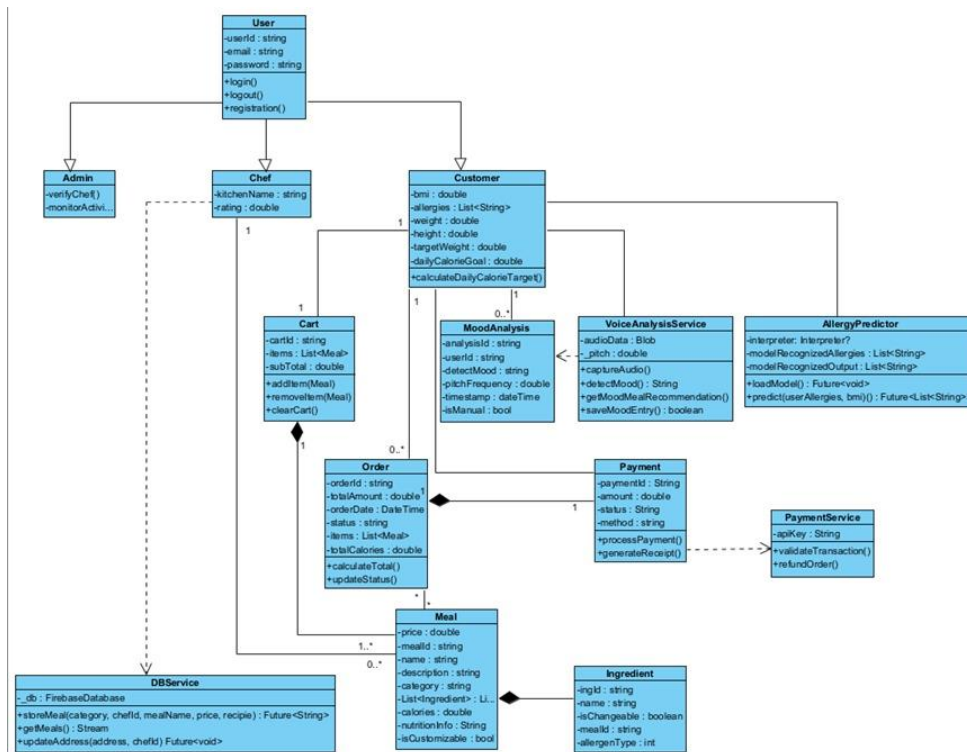 User
-userId : string
-email : string
-password : string
+login()
+logout()
+registration()
Admin
-verifyChef()
-monitorActivi...
Chef
-kitchenName : string
-rating : double
Customer
-bmi : double
-allergies : List<String>
-weight : double
-height : double
-targetWeight : double
-dailyCalorieGoal : double
+calculateDailyCalorieTarget()
1
1
1
1
1
0..*
Cart
-cartId : string
-items : List<Meal>
-subTotal : double
+addItem(Meal)
+removeItem(Meal)
+clearCart()
MoodAnalysis
-analysisId : string
-userId : string
-detectMood : string
-pitchFrequency : double
-timestamp : dateTime
-isManual : bool
VoiceAnalysisService
-audioData : Blob
-_pitch : double
+captureAudio()
+detectMood() : String
+getMoodMealRecommendation()
+saveMoodEntry() : boolean
AllergyPredictor
-interpreter: Interpreter?
-modelRecognizedAllergies : List<String>
-modelRecognizedOutput : List<String>
+loadModel() : Future<void>
+predict(userAllergies, bmi)() : Future<List<String>
1
0..*
Order
-orderId : string
-totalAmount : double
-orderDate : DateTime
-status : string
-items : List<Meal>
-totalCalories : double
+calculateTotal()
+updateStatus()
1
1
Payment
-paymentId : String
-amount : double
-status : String
-method : string
+processPayment()
+generateReceipt()
PaymentService
-apiKey : String
+validateTransaction()
+refundOrder()
*
*
1..*
0..*
Meal
-price : double
-mealId : string
-name : string
-description : string
-category : string
-List<Ingredient> : Li...
-calories : double
-nutritionInfo : String
-isCustomizable : bool
Ingredient
-ingId : string
-name : string
-isChangeable : boolean
-mealId : string
-allergenType : int
DBService
-_db : FirebaseDatabase
+storeMeal(category, chefId, mealName, price, recipie) : Future<String>
+getMeals() : Stream
+updateAddress(address, chefId) Future<void>